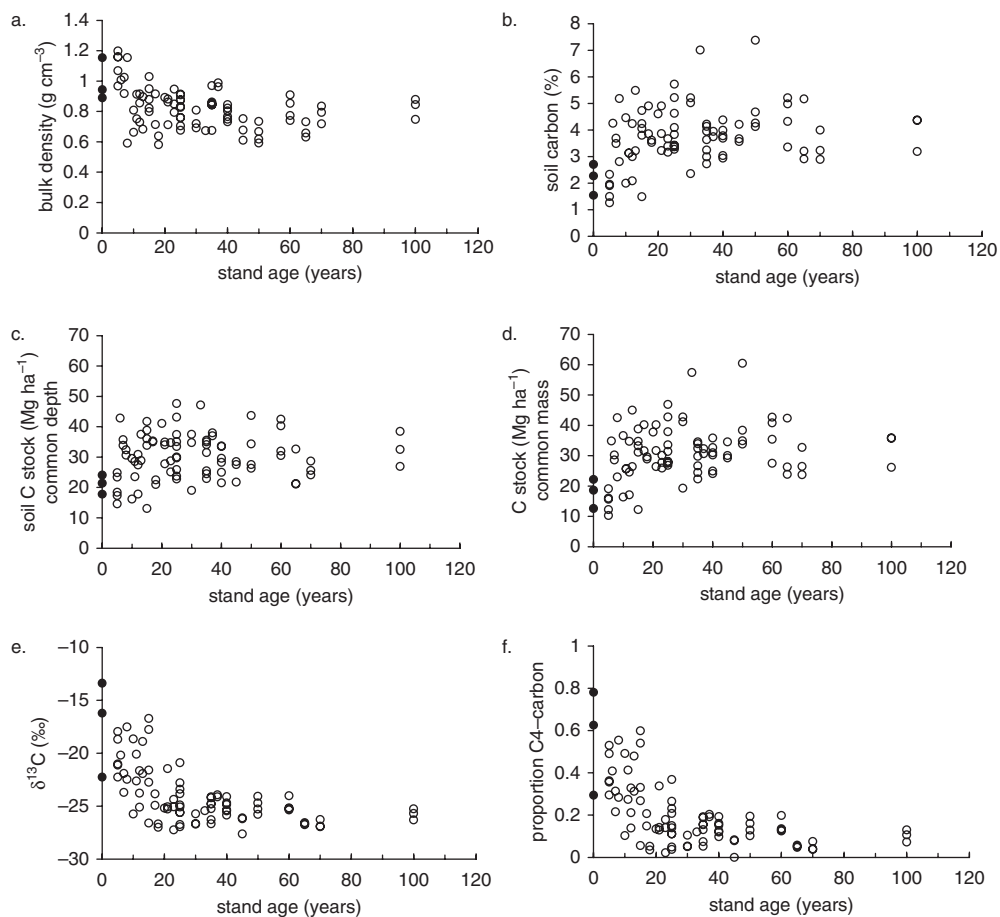 a.
bulk density (g cm⁻³)
1.4
1.2
1
0.8
0.6
0.4
0.2
0
0 20 40 60 80 100 120
stand age (years)
b.
soil carbon (%)
8
7
6
5
4
3
2
1
0
0 20 40 60 80 100 120
stand age (years)
c.
soil C stock (Mg ha⁻¹)
common depth
70
60
50
40
30
20
10
0
0 20 40 60 80 100 120
stand age (years)
d.
C stock (Mg ha⁻¹)
common mass
70
60
50
40
30
20
10
0
0 20 40 60 80 100 120
stand age (years)
e.
δ¹³C (‰)
−10
−15
−20
−25
−30
0 20 40 60 80 100 120
stand age (years)
f.
proportion C4–carbon
1
0.8
0.6
0.4
0.2
0
0 20 40 60 80 100 120
stand age (years)